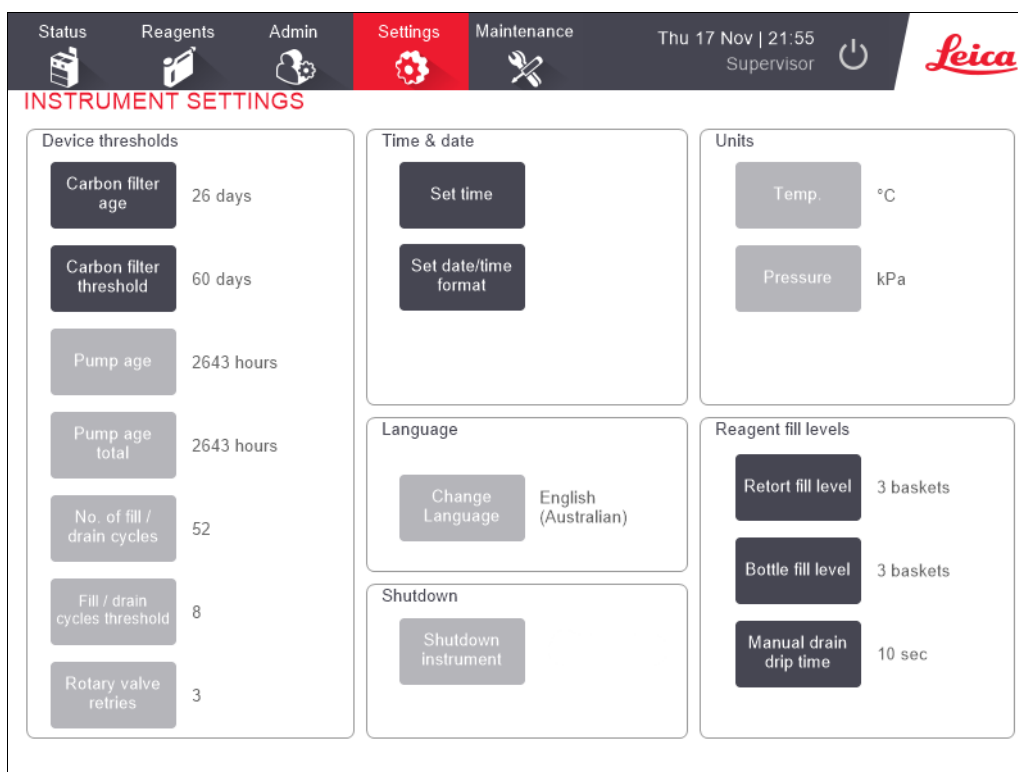 Status Reagents Admin Settings Maintenance
Thu 17 Nov | 21:55
Supervisor
Leica
INSTRUMENT SETTINGS
Device thresholds
Carbon filter
age
26 days
Carbon filter
threshold
60 days
Pump age
2643 hours
Pump age
total
2643 hours
No. of fill /
drain cycles
52
Fill / drain
cycles threshold
8
Rotary valve
retries
3
Time & date
Set time
Set date/time
format
Language
Change
Language
English
(Australian)
Shutdown
Shutdown
instrument
Units
Temp.
°C
Pressure
kPa
Reagent fill levels
Retort fill level
3 baskets
Bottle fill level
3 baskets
Manual drain
drip time
10 sec